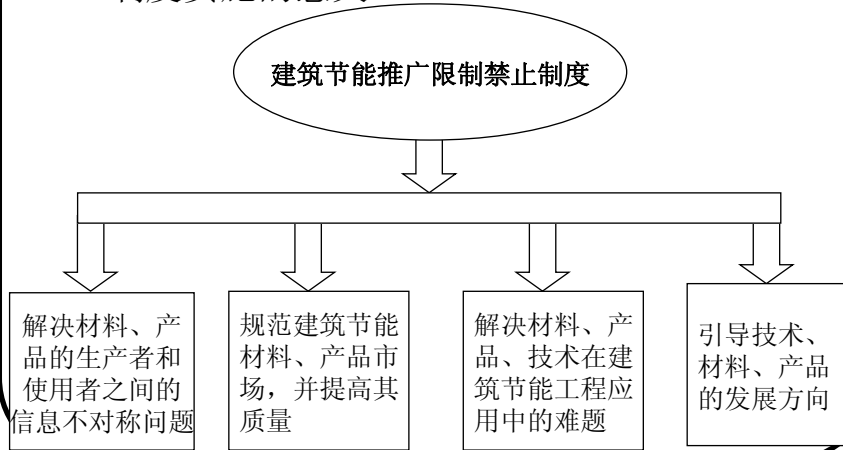 建筑节能推广限制禁止制度
解决材料、产
品的生产者和
使用者之间的
信息不对称问题
规范建筑节能
材料、产品市
场，并提高其
质量
解决材料、产
品、技术在建
筑节能工程应
用中的难题
引导技术、
材料、产品
的发展方向